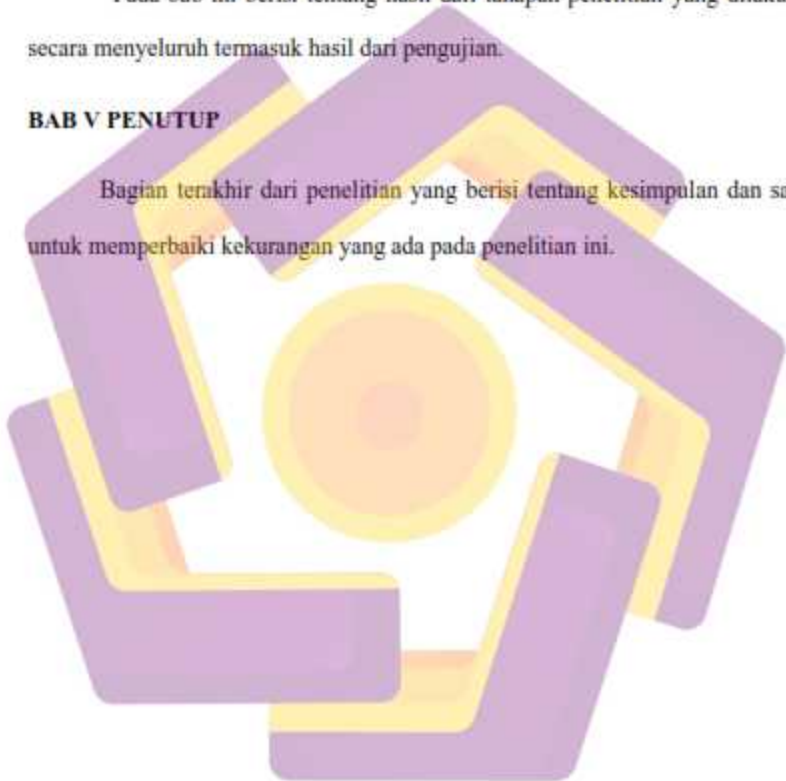 secara menyeluruh termasuk hasil dari pengujian.
BAB V PENUTUP
Bagian terakhir dari penelitian yang berisi tentang kesimpulan dan
untuk memperbaiki kekurangan yang ada pada penelitian ini.